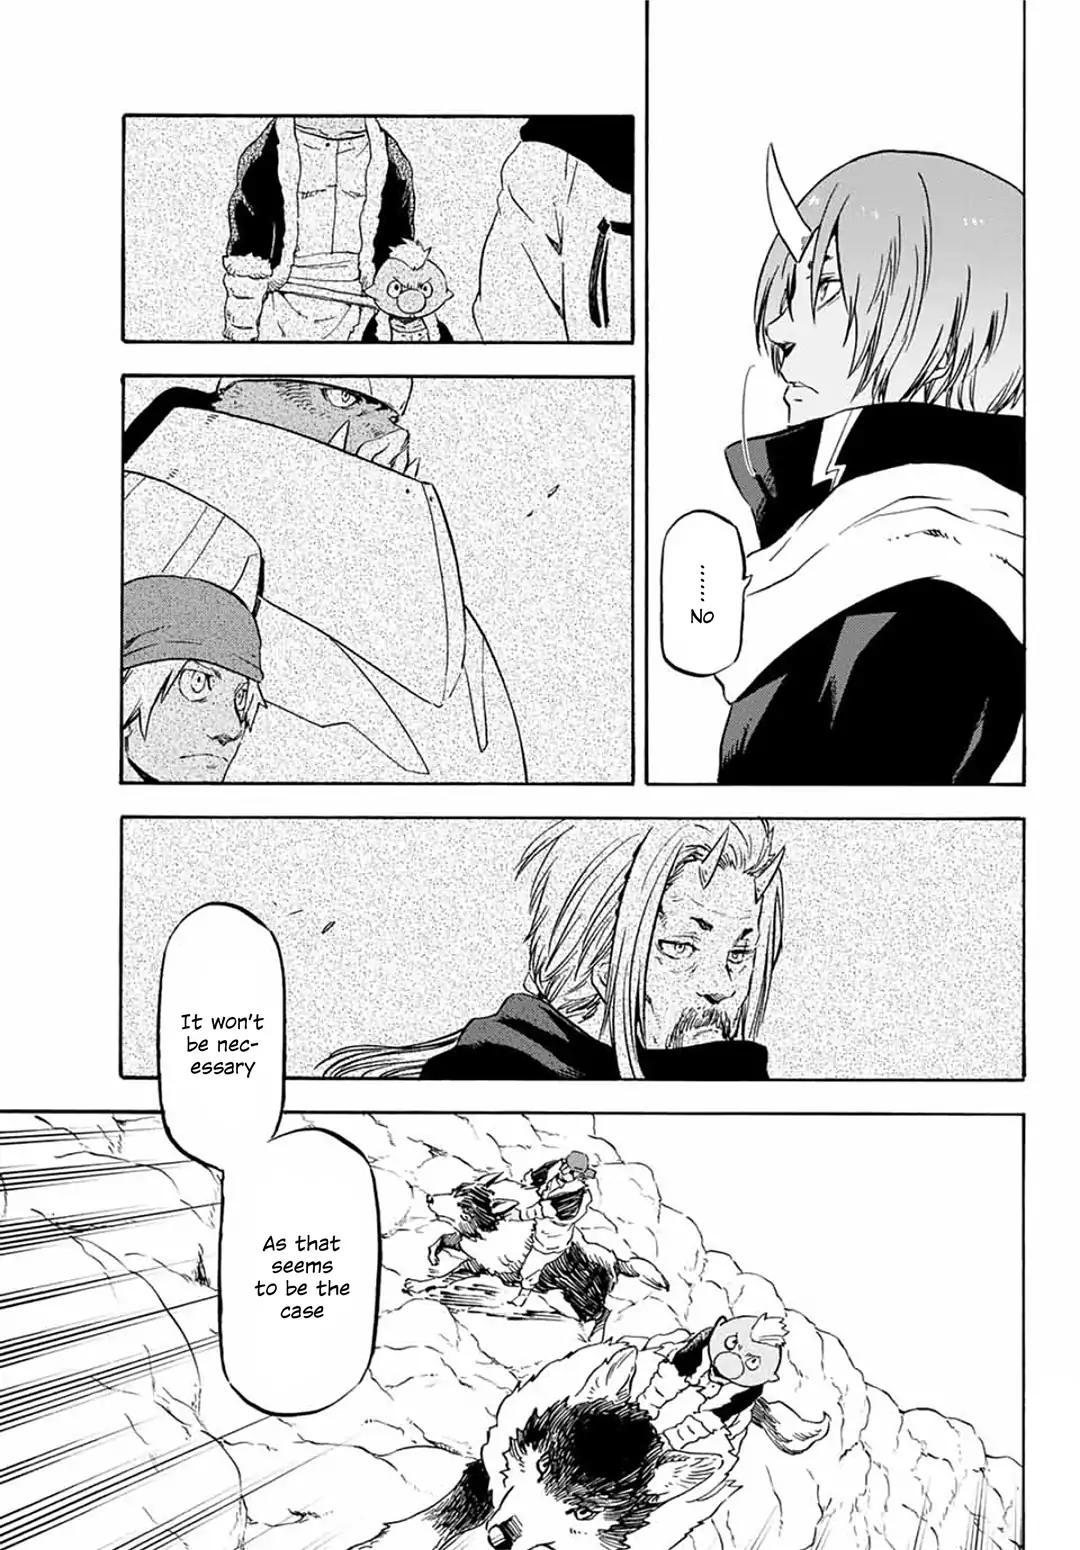 ………
No
It won't
be nec-
essary
As that
seems
to be the
case